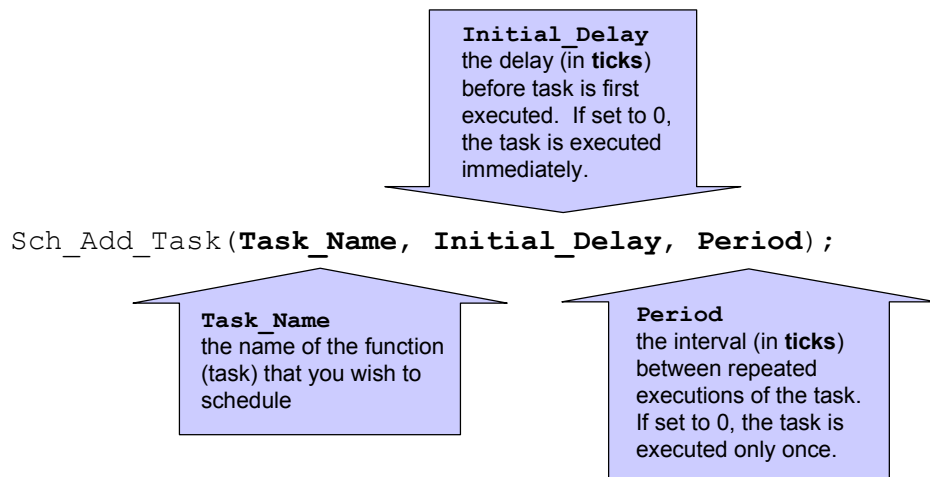 Initial_Delay
the delay (in ticks)
before task is first
executed. If set to 0,
the task is executed
immediately.
Sch_Add_Task(Task_Name, Initial_Delay, Period);
Task_Name
the name of the function
(task) that you wish to
schedule
Period
the interval (in ticks)
between repeated
executions of the task.
If set to 0, the task is
executed only once.